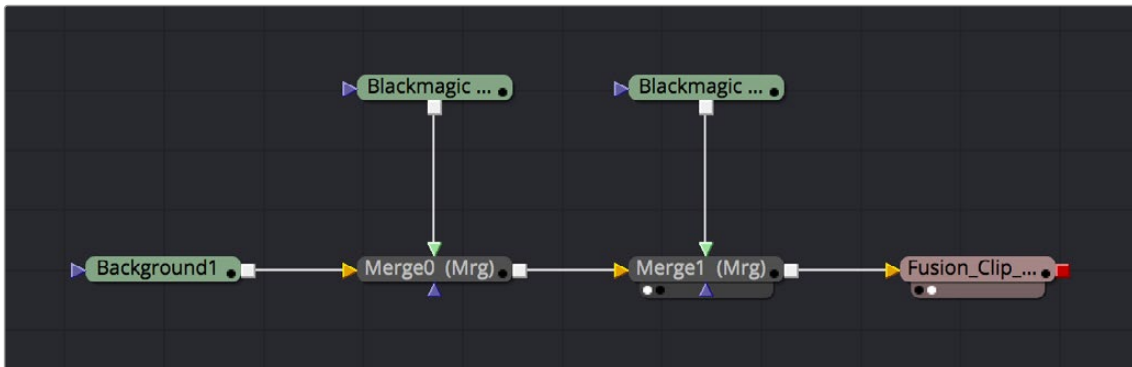 Blackmagic ...
Blackmagic ...
Background1
Merge0 (Mrg)
Merge1 (Mrg)
Fusion_Clip_...